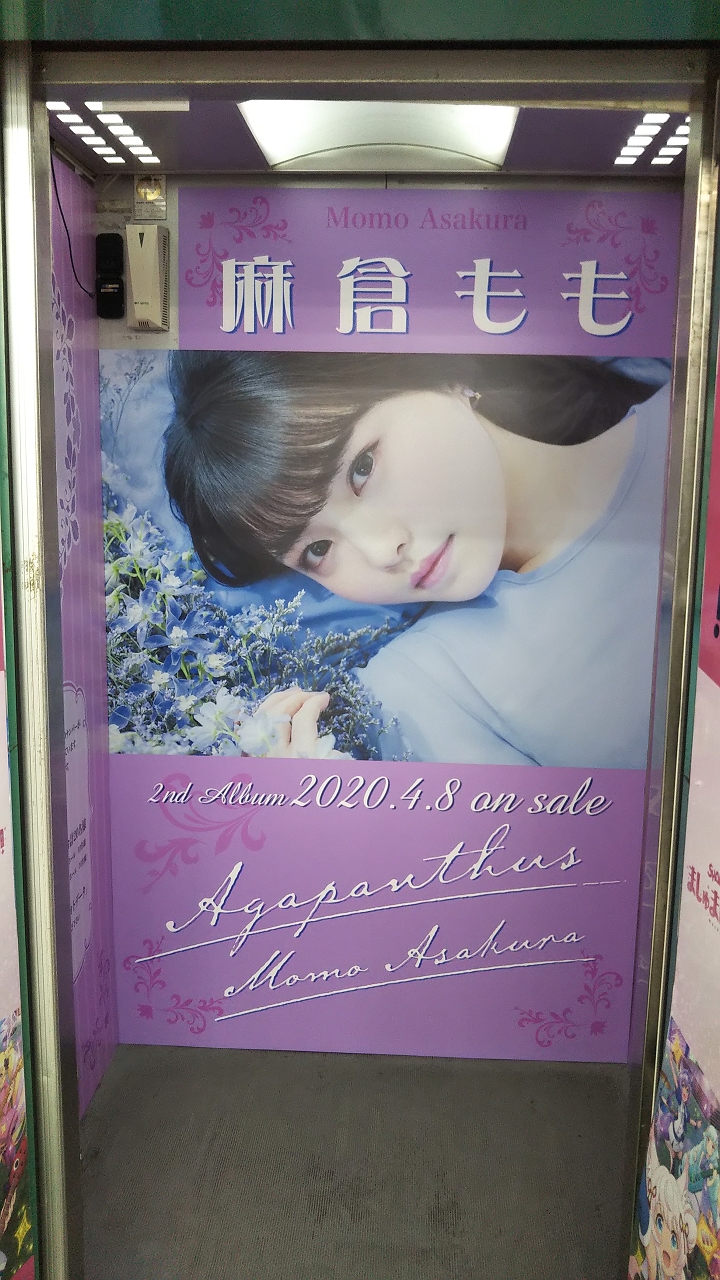 Momo Asakura
麻倉もも
2nd Album 2020.4.8 on sale
Agapanthus
Momo Asakura